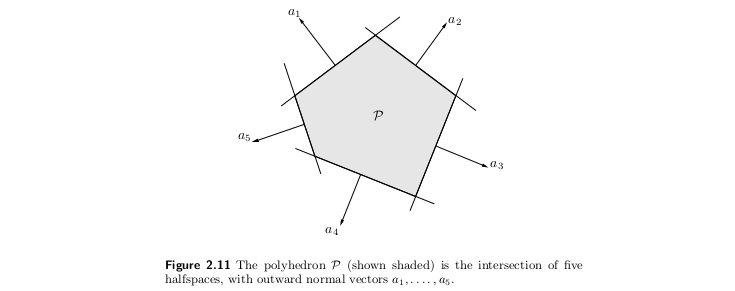 a₁
a₂
𝒫
a₅
a₃
a₄
Figure 2.11 The polyhedron 𝒫 (shown shaded) is the intersection of five
halfspaces, with outward normal vectors a₁, . . . . , a₅.